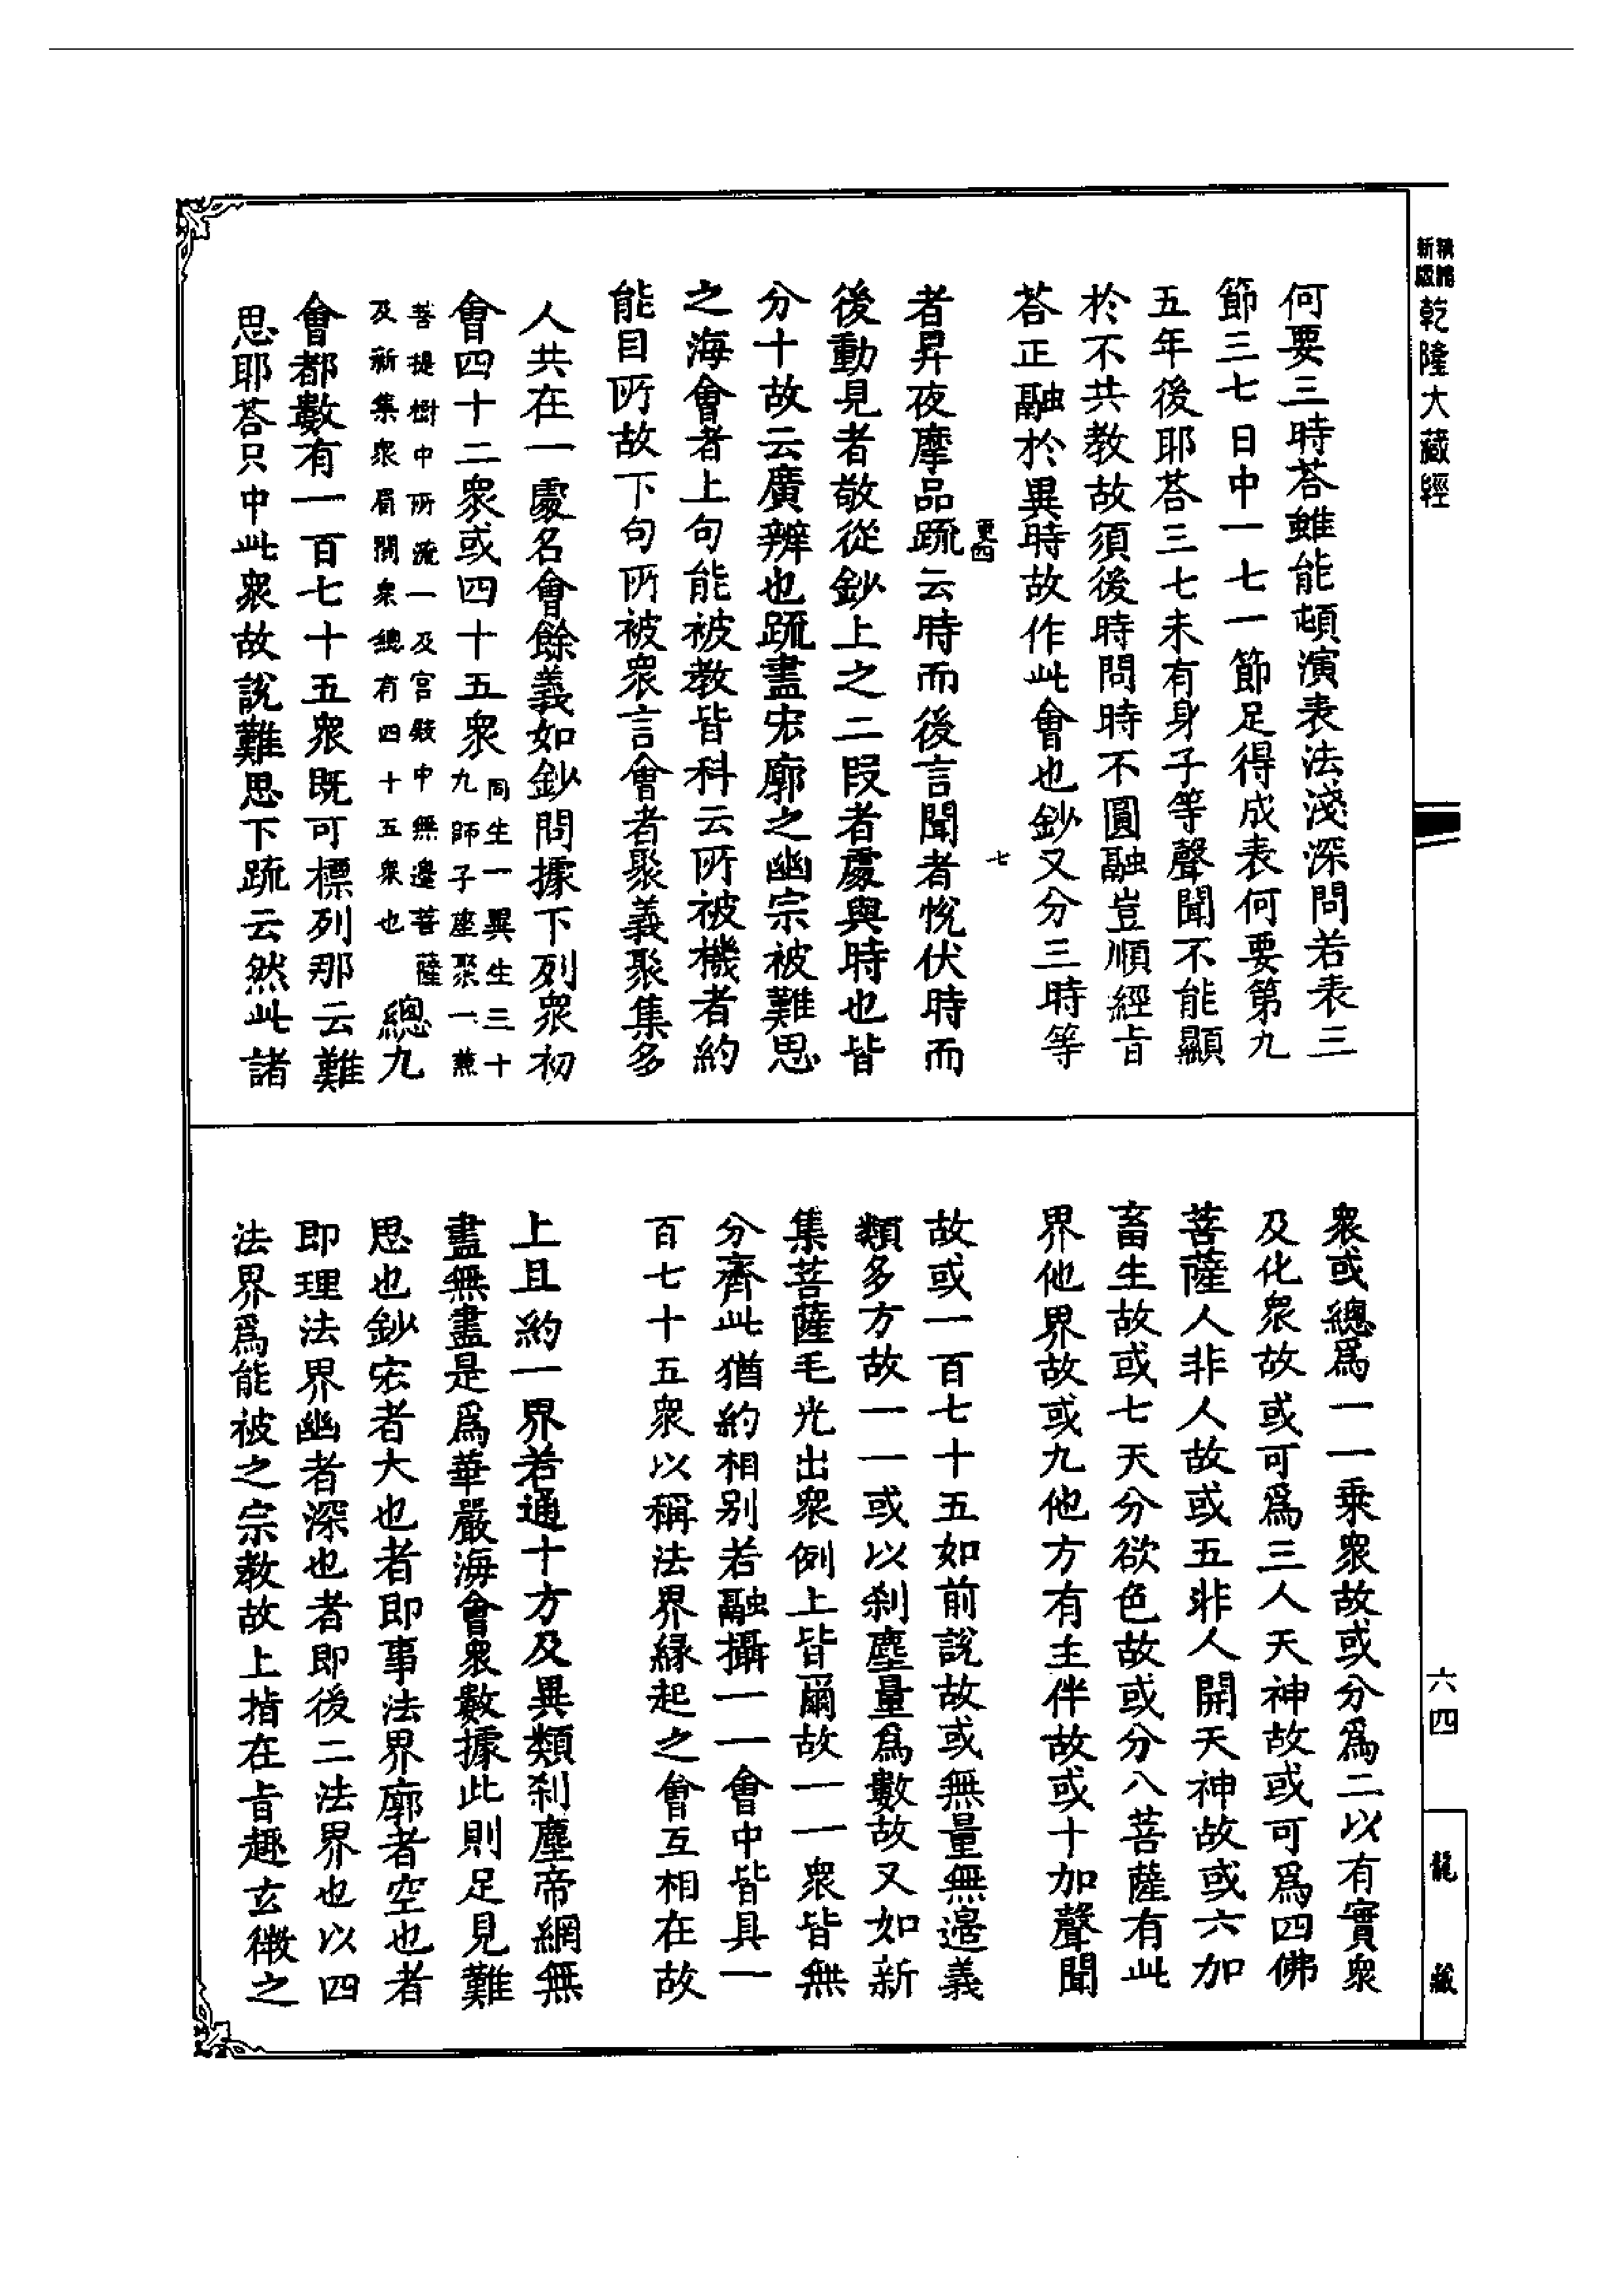 精裝
新版
乾隆大藏經
何要三時荅雖能頓演表法淺深問若表三
節三七日中一七一節足得成表何要第九
五年後耶荅三七未有身子等聲聞不能顯
於不共教故須後時問時不圓融豈順經㫖
荅正融於異時故作此會也鈔又分三時等
更四
七
者昇夜摩品䟽云時而後言聞者悅伏時而
後動見者敬從鈔上之二段者處與時也皆
分十故云廣辨也䟽盡宏廓之幽宗被難思
之海會者上句能被教皆科云所被機者約
能目所故下句所被衆言會者聚義聚集多
人共在一處名會餘義如鈔問據下列衆初
會四十二衆或四十五衆
同生一異生三十
九師子座衆一兼
菩提樹中所流一及宮殿中無邊菩薩
及新集衆眉間衆總有四十五衆也
總九
會都數有一百七十五衆既可標列那云難
思耶荅只中此衆故說難思下䟽云然此諸
衆或總爲一一乘衆故或分爲二以有實衆
及化衆故或可爲三人天神故或可爲四佛
菩薩人非人故或五非人開天神故或六加
畜生故或七天分欲色故或分八菩薩有此
界他界故或九他方有主伴故或十加聲聞
故或一百七十五如前說故或無量無邊義
類多方故一一或以刹塵量爲數故又如新
集菩薩毛光出衆例上皆爾故一一衆皆無
分齊此猶約相别若融攝一一會中皆具一
百七十五衆以稱法界緣起之會互相在故
上且約一界若通十方及異類刹塵帝網無
盡無盡是爲華嚴海會衆數據此則足見難
思也鈔宏者大也者即事法界廓者空也者
即理法界幽者深也者即後二法界也以四
法界爲能被之宗教故上指在㫖趣玄微之
六四
龍藏